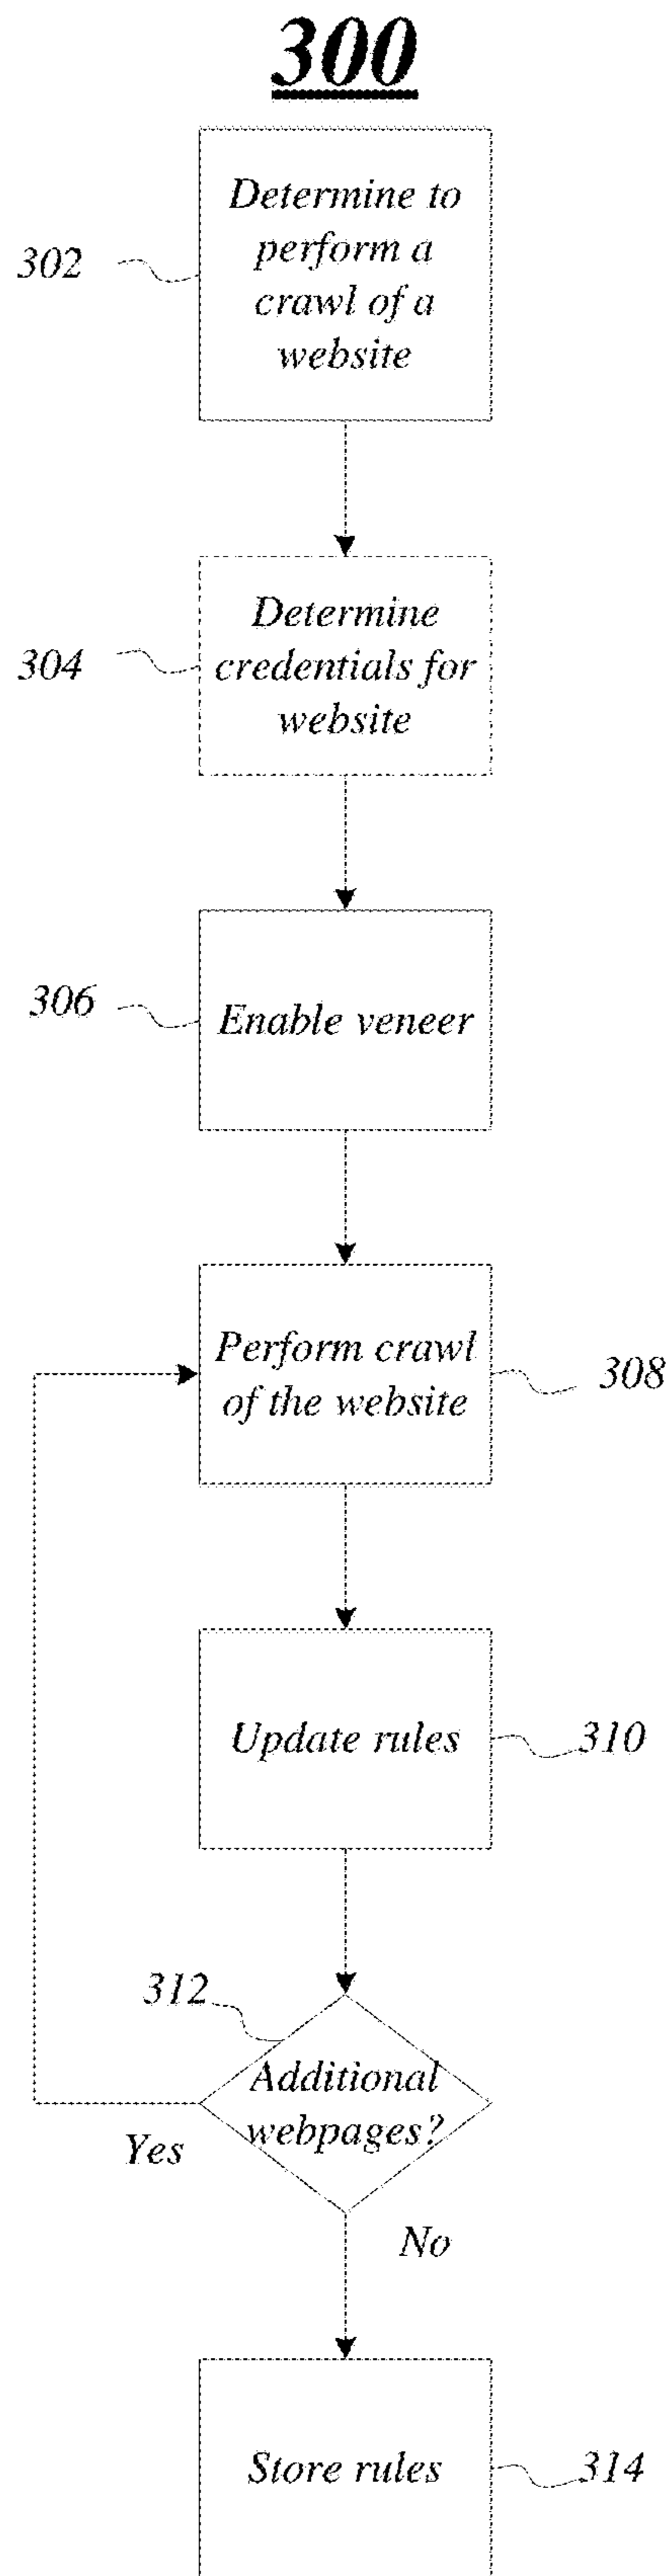 300
302
Determine to
perform a
crawl of a
website
304
Determine
credentials for
website
306
Enable veneer
Perform crawl
of the website
308
Update rules
310
312
Additional
webpages?
Yes
No
Store rules
314